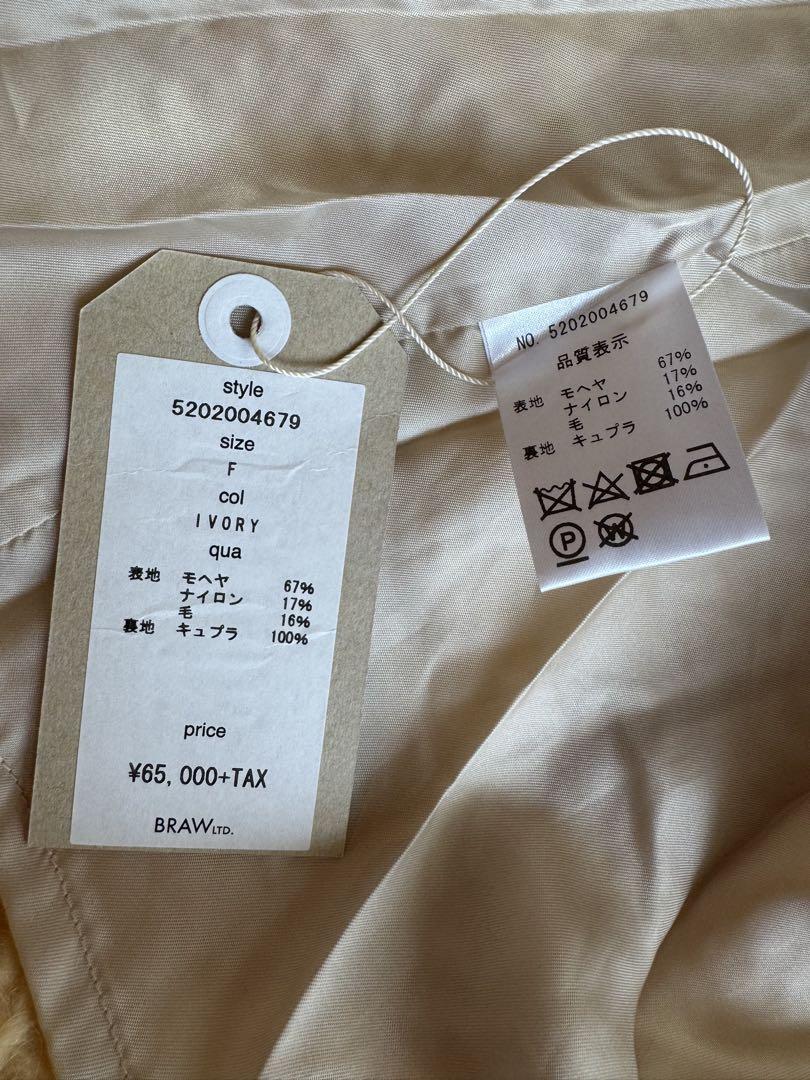 style
5202004679
size
F
col
IVORY
qua
表地 モヘヤ 67%
ナイロン 17%
毛 16%
裏地 キュプラ 100%
price
¥65,000+TAX
BRAW LTD.
NO. 5202004679
品質表示
表地 モヘヤ 67%
ナイロン 17%
毛 16%
裏地 キュプラ 100%
P
W